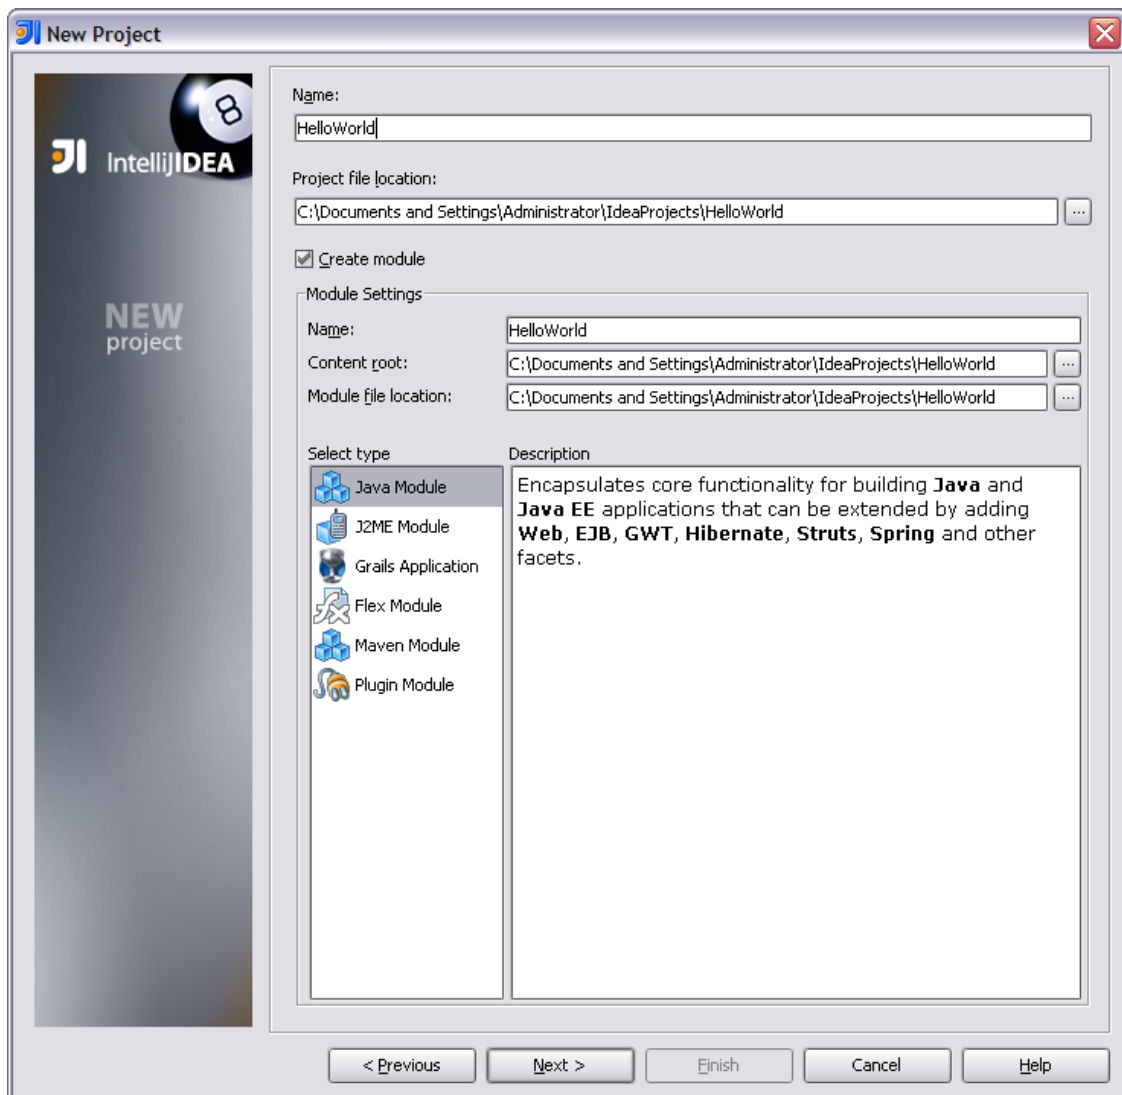 New Project
8
IntelliJIDEA
NEW
project
Name:
HelloWorld
Project file location:
C:\Documents and Settings\Administrator\IdeaProjects\HelloWorld
...
Create module
Module Settings
Name:
HelloWorld
Content root:
C:\Documents and Settings\Administrator\IdeaProjects\HelloWorld
...
Module file location:
C:\Documents and Settings\Administrator\IdeaProjects\HelloWorld
...
Select type
Java Module
J2ME Module
Grails Application
Flex Module
Maven Module
Plugin Module
Description
Encapsulates core functionality for building Java and
Java EE applications that can be extended by adding
Web, EJB, GWT, Hibernate, Struts, Spring and other
facets.
< Previous
Next >
Finish
Cancel
Help